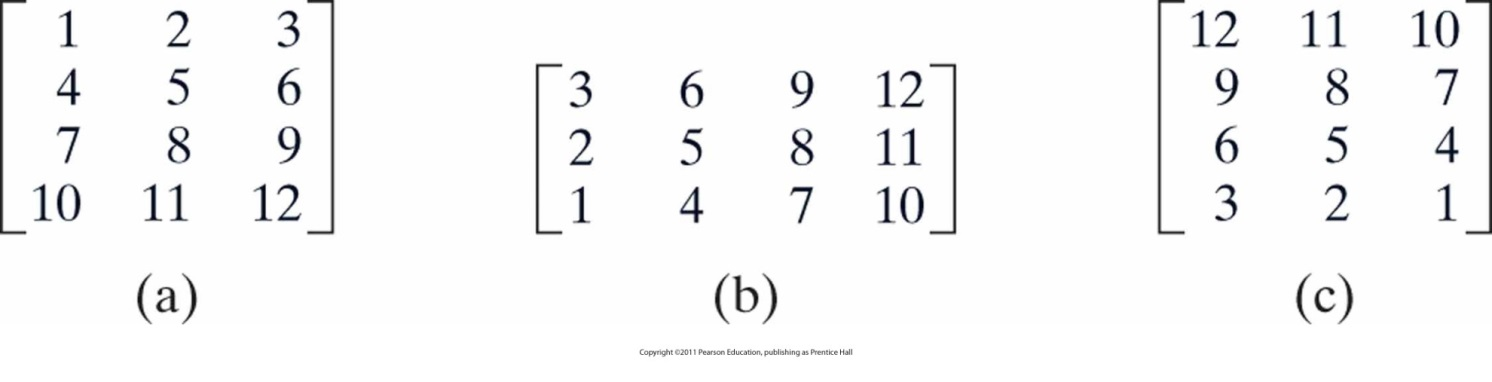 1 2 3
4 5 6
7 8 9
10 11 12
(a)
3 6 9 12
2 5 8 11
1 4 7 10
(b)
12 11 10
9 8 7
6 5 4
3 2 1
(c)
Copyright ©2011 Pearson Education, publishing as Prentice Hall